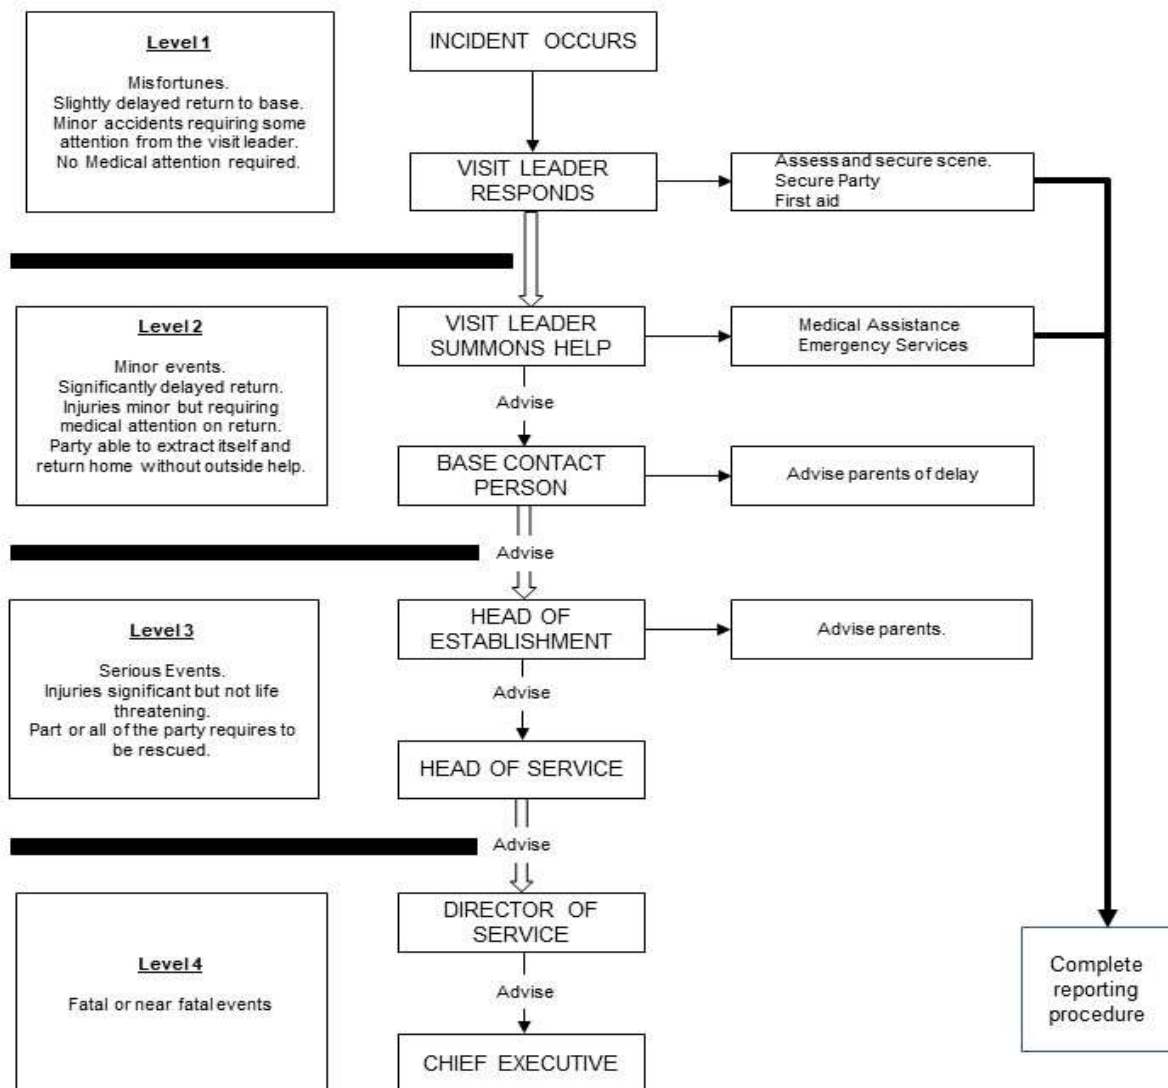 Level 1
Misfortunes.
Slightly delayed return to base.
Minor accidents requiring some
attention from the visit leader.
No Medical attention required.
INCIDENT OCCURS
VISIT LEADER
RESPONDS
Assess and secure scene.
Secure Party
First aid
Level 2
Minor events.
Significantly delayed return.
Injuries minor but requiring
medical attention on return.
Party able to extract itself and
return home without outside help.
VISIT LEADER
SUMMONS HELP
Medical Assistance
Emergency Services
Advise
BASE CONTACT
PERSON
Advise parents of delay
Advise
Level 3
Serious Events.
Injuries significant but not life
threatening.
Part or all of the party requires to
be rescued.
HEAD OF
ESTABLISHMENT
Advise parents.
Advise
HEAD OF SERVICE
Advise
Level 4
Fatal or near fatal events
DIRECTOR OF
SERVICE
Advise
CHIEF EXECUTIVE
Complete
reporting
procedure